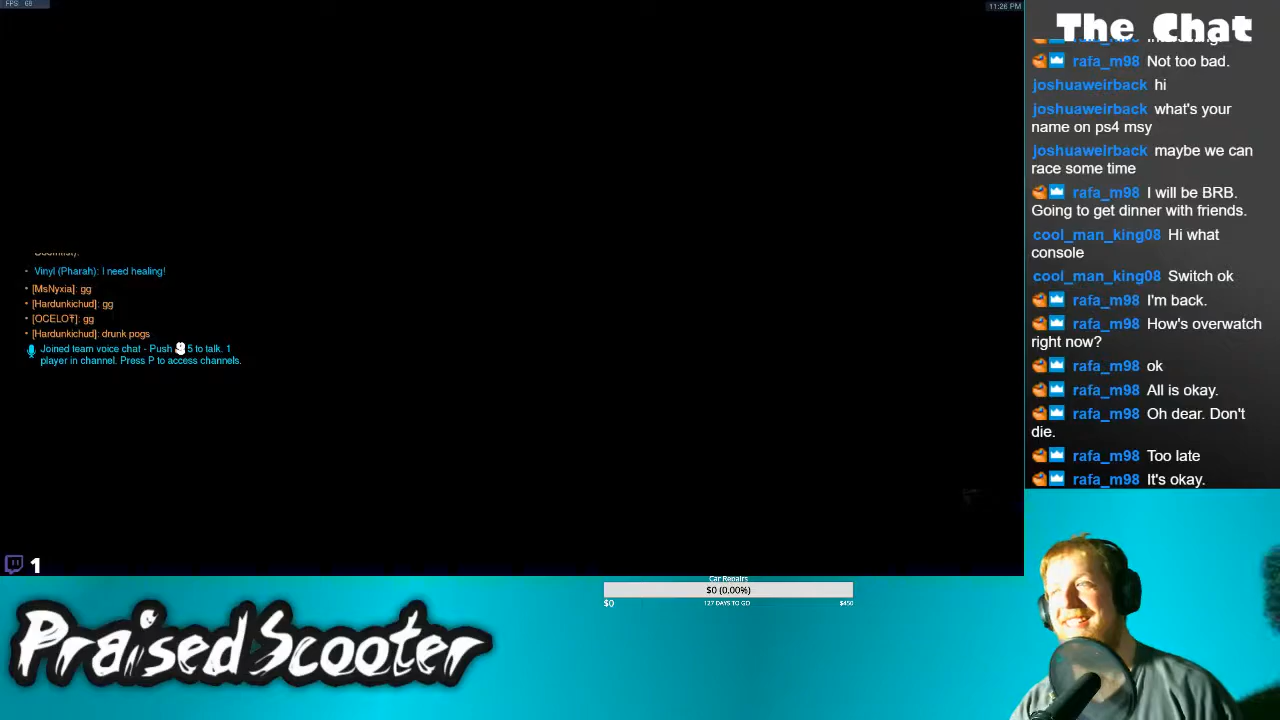 FPS 69
11:26 PM
Vinyl (Pharah): I need healing!
[MsNyxia]: gg
[Hardunkichud]: gg
[OCELOT]: gg
[Hardunkichud]: drunk pogs
Joined team voice chat - Push 5 to talk. 1
player in channel. Press P to access channels.
1
The Chat
rafa_m98 Not too bad.
joshuaweirback hi
joshuaweirback what's your
name on ps4 msy
joshuaweirback maybe we can
race some time
rafa_m98 I will be BRB.
Going to get dinner with friends.
cool_man_king08 Hi what
console
cool_man_king08 Switch ok
rafa_m98 I'm back.
rafa_m98 How's overwatch
right now?
rafa_m98 ok
rafa_m98 All is okay.
rafa_m98 Oh dear. Don't
die.
rafa_m98 Too late
rafa_m98 It's okay.
Car Repairs
$0 (0.00%)
$0 127 DAYS TO GO $450
Praised Scooter